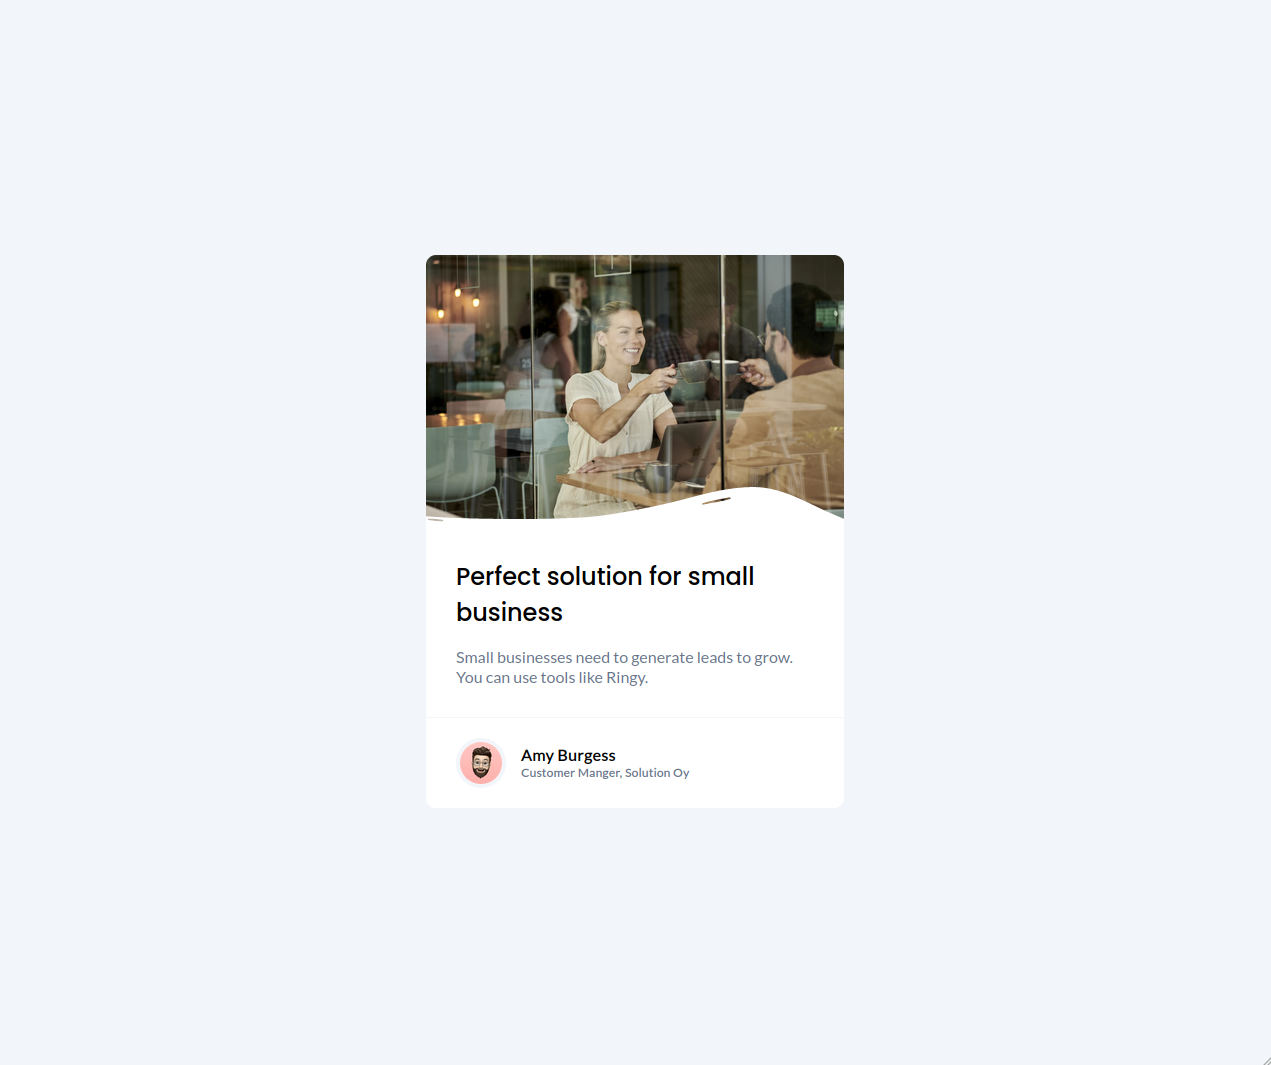 Perfect solution for small
business
Small businesses need to generate leads to grow.
You can use tools like Ringy.
Amy Burgess
Customer Manger, Solution Oy